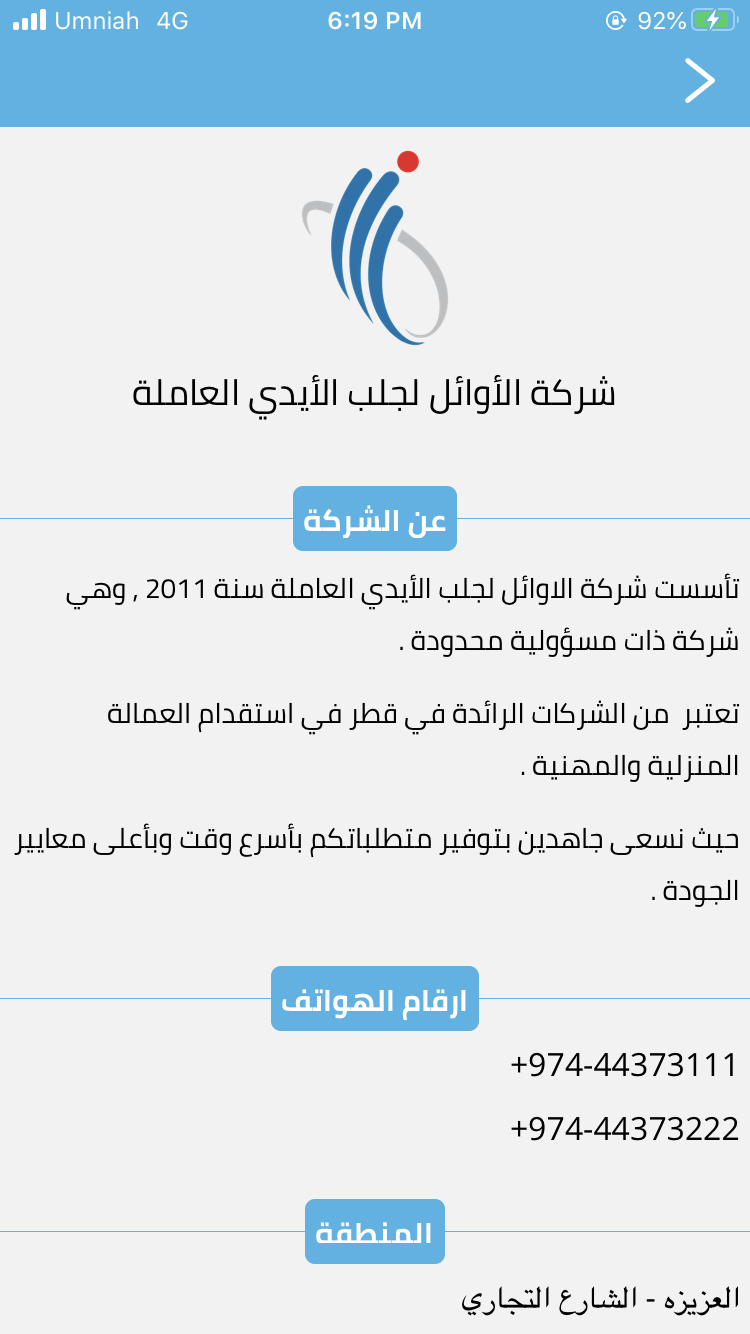 Umniah 4G 6:19 PM 92%
شركة الأوائل لجلب الأيدي العاملة
عن الشركة
تأسست شركة الاوائل لجلب الأيدي العاملة سنة 2011 , وهي
شركة ذات مسؤولية محدودة .
تعتبر من الشركات الرائدة في قطر في استقدام العمالة
المنزلية والمهنية .
حيث نسعى جاهدين بتوفير متطلباتكم بأسرع وقت وبأعلى معايير
الجودة .
ارقام الهواتف
+974-44373111
+974-44373222
المنطقة
العزيزه - الشارع التجاري